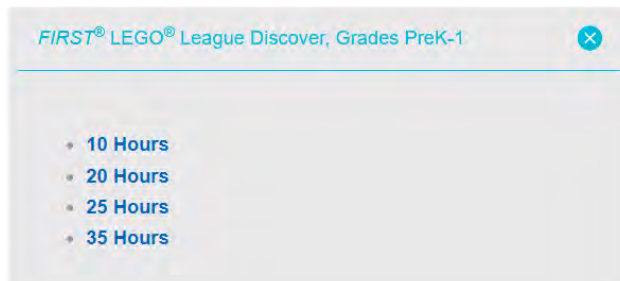 FIRST® LEGO® League Discover, Grades PreK-1
10 Hours
20 Hours
25 Hours
35 Hours